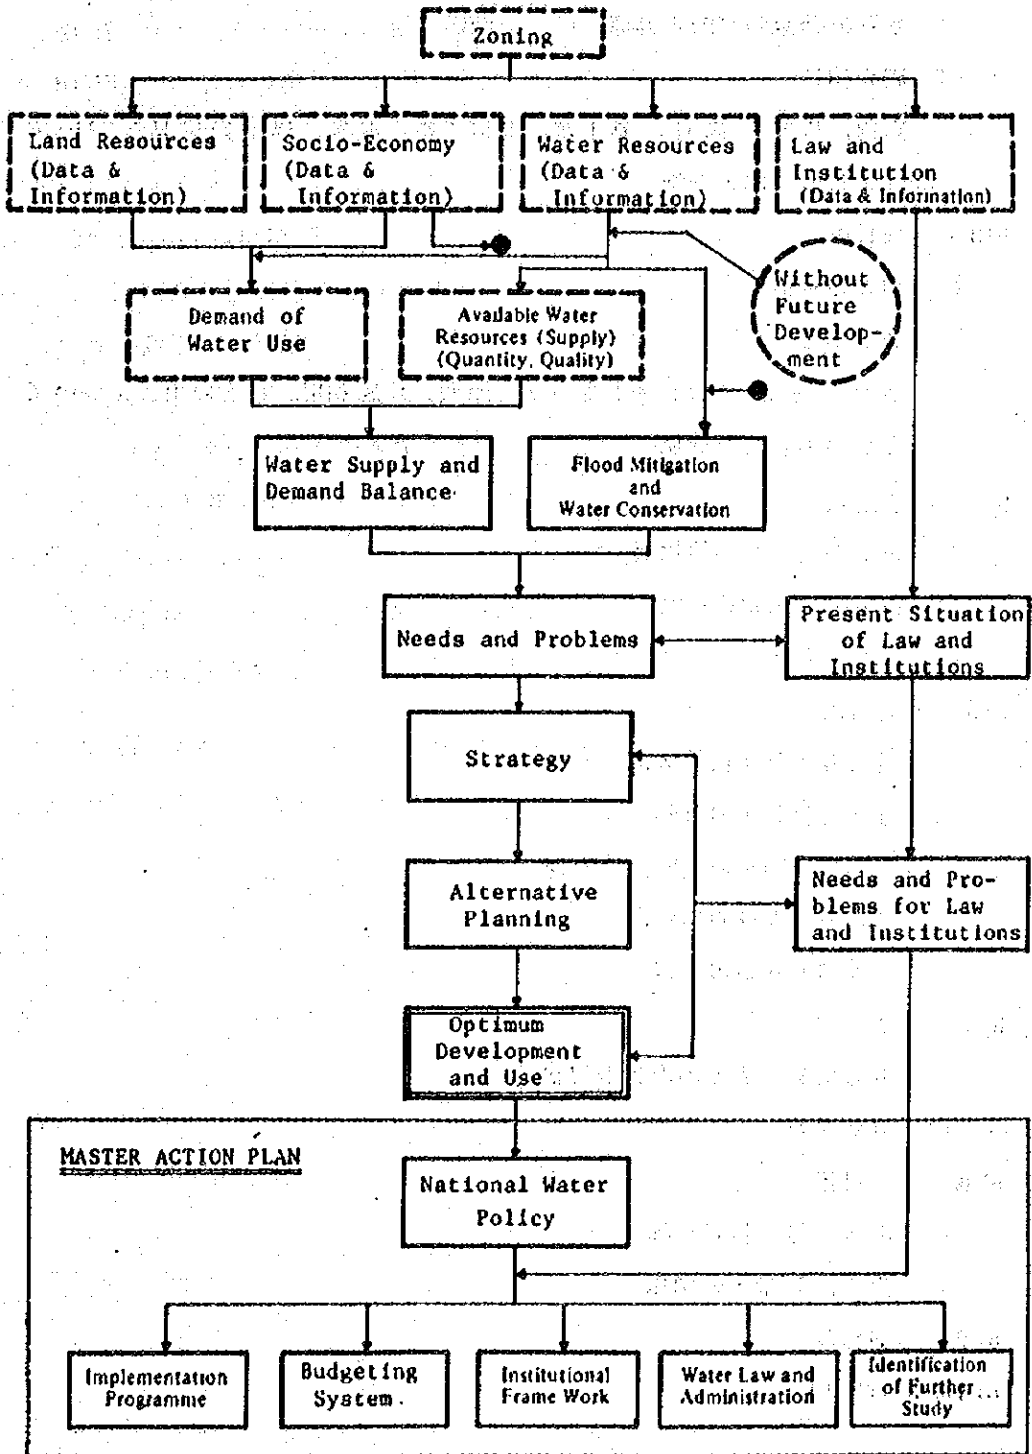 Zoning
Land Resources
(Data &
Information)
Socio-Economy
(Data &
Information)
Water Resources
(Data &
Information)
Law and
Institution
(Data & Information)
Without
Future
Develop-
ment
Demand of
Water Use
Available Water
Resources (Supply)
(Quantity, Quality)
Water Supply and
Demand Balance
Flood Mitigation
and
Water Conservation
Needs and Problems
Present Situation
of Law and
Institutions
Strategy
Alternative
Planning
Needs and Pro-
blems for Law
and Institutions
Optimum
Development
and Use
MASTER ACTION PLAN
National Water
Policy
Implementation
Programme
Budgeting
System.
Institutional
Frame Work
Water Law and
Administration
Identification
of Further
Study